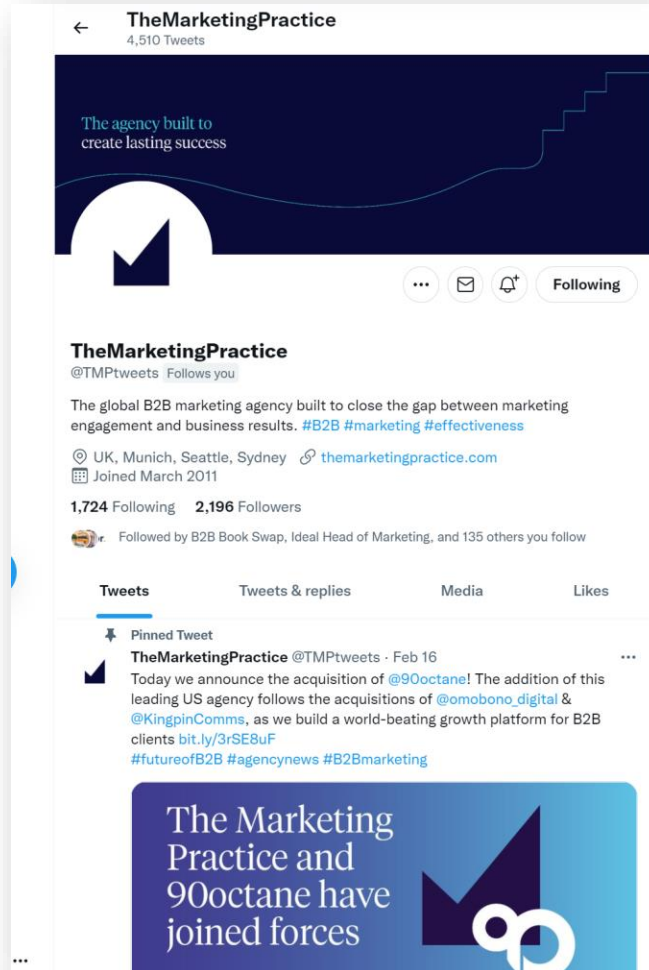 TheMarketingPractice
4,510 Tweets
The agency built to
create lasting success
Following
TheMarketingPractice
@TMPtweets Follows you
The global B2B marketing agency built to close the gap between marketing
engagement and business results. #B2B #marketing #effectiveness
UK, Munich, Seattle, Sydney themarketingpractice.com
Joined March 2011
1,724 Following 2,196 Followers
Followed by B2B Book Swap, Ideal Head of Marketing, and 135 others you follow
Tweets Tweets & replies Media Likes
Pinned Tweet
TheMarketingPractice @TMPtweets · Feb 16
Today we announce the acquisition of @90octane! The addition of this
leading US agency follows the acquisitions of @omobono_digital &
@KingpinComms, as we build a world-beating growth platform for B2B
clients bit.ly/3rSE8uF
#futureofB2B #agencynews #B2Bmarketing
The Marketing
Practice and
90octane have
joined forces